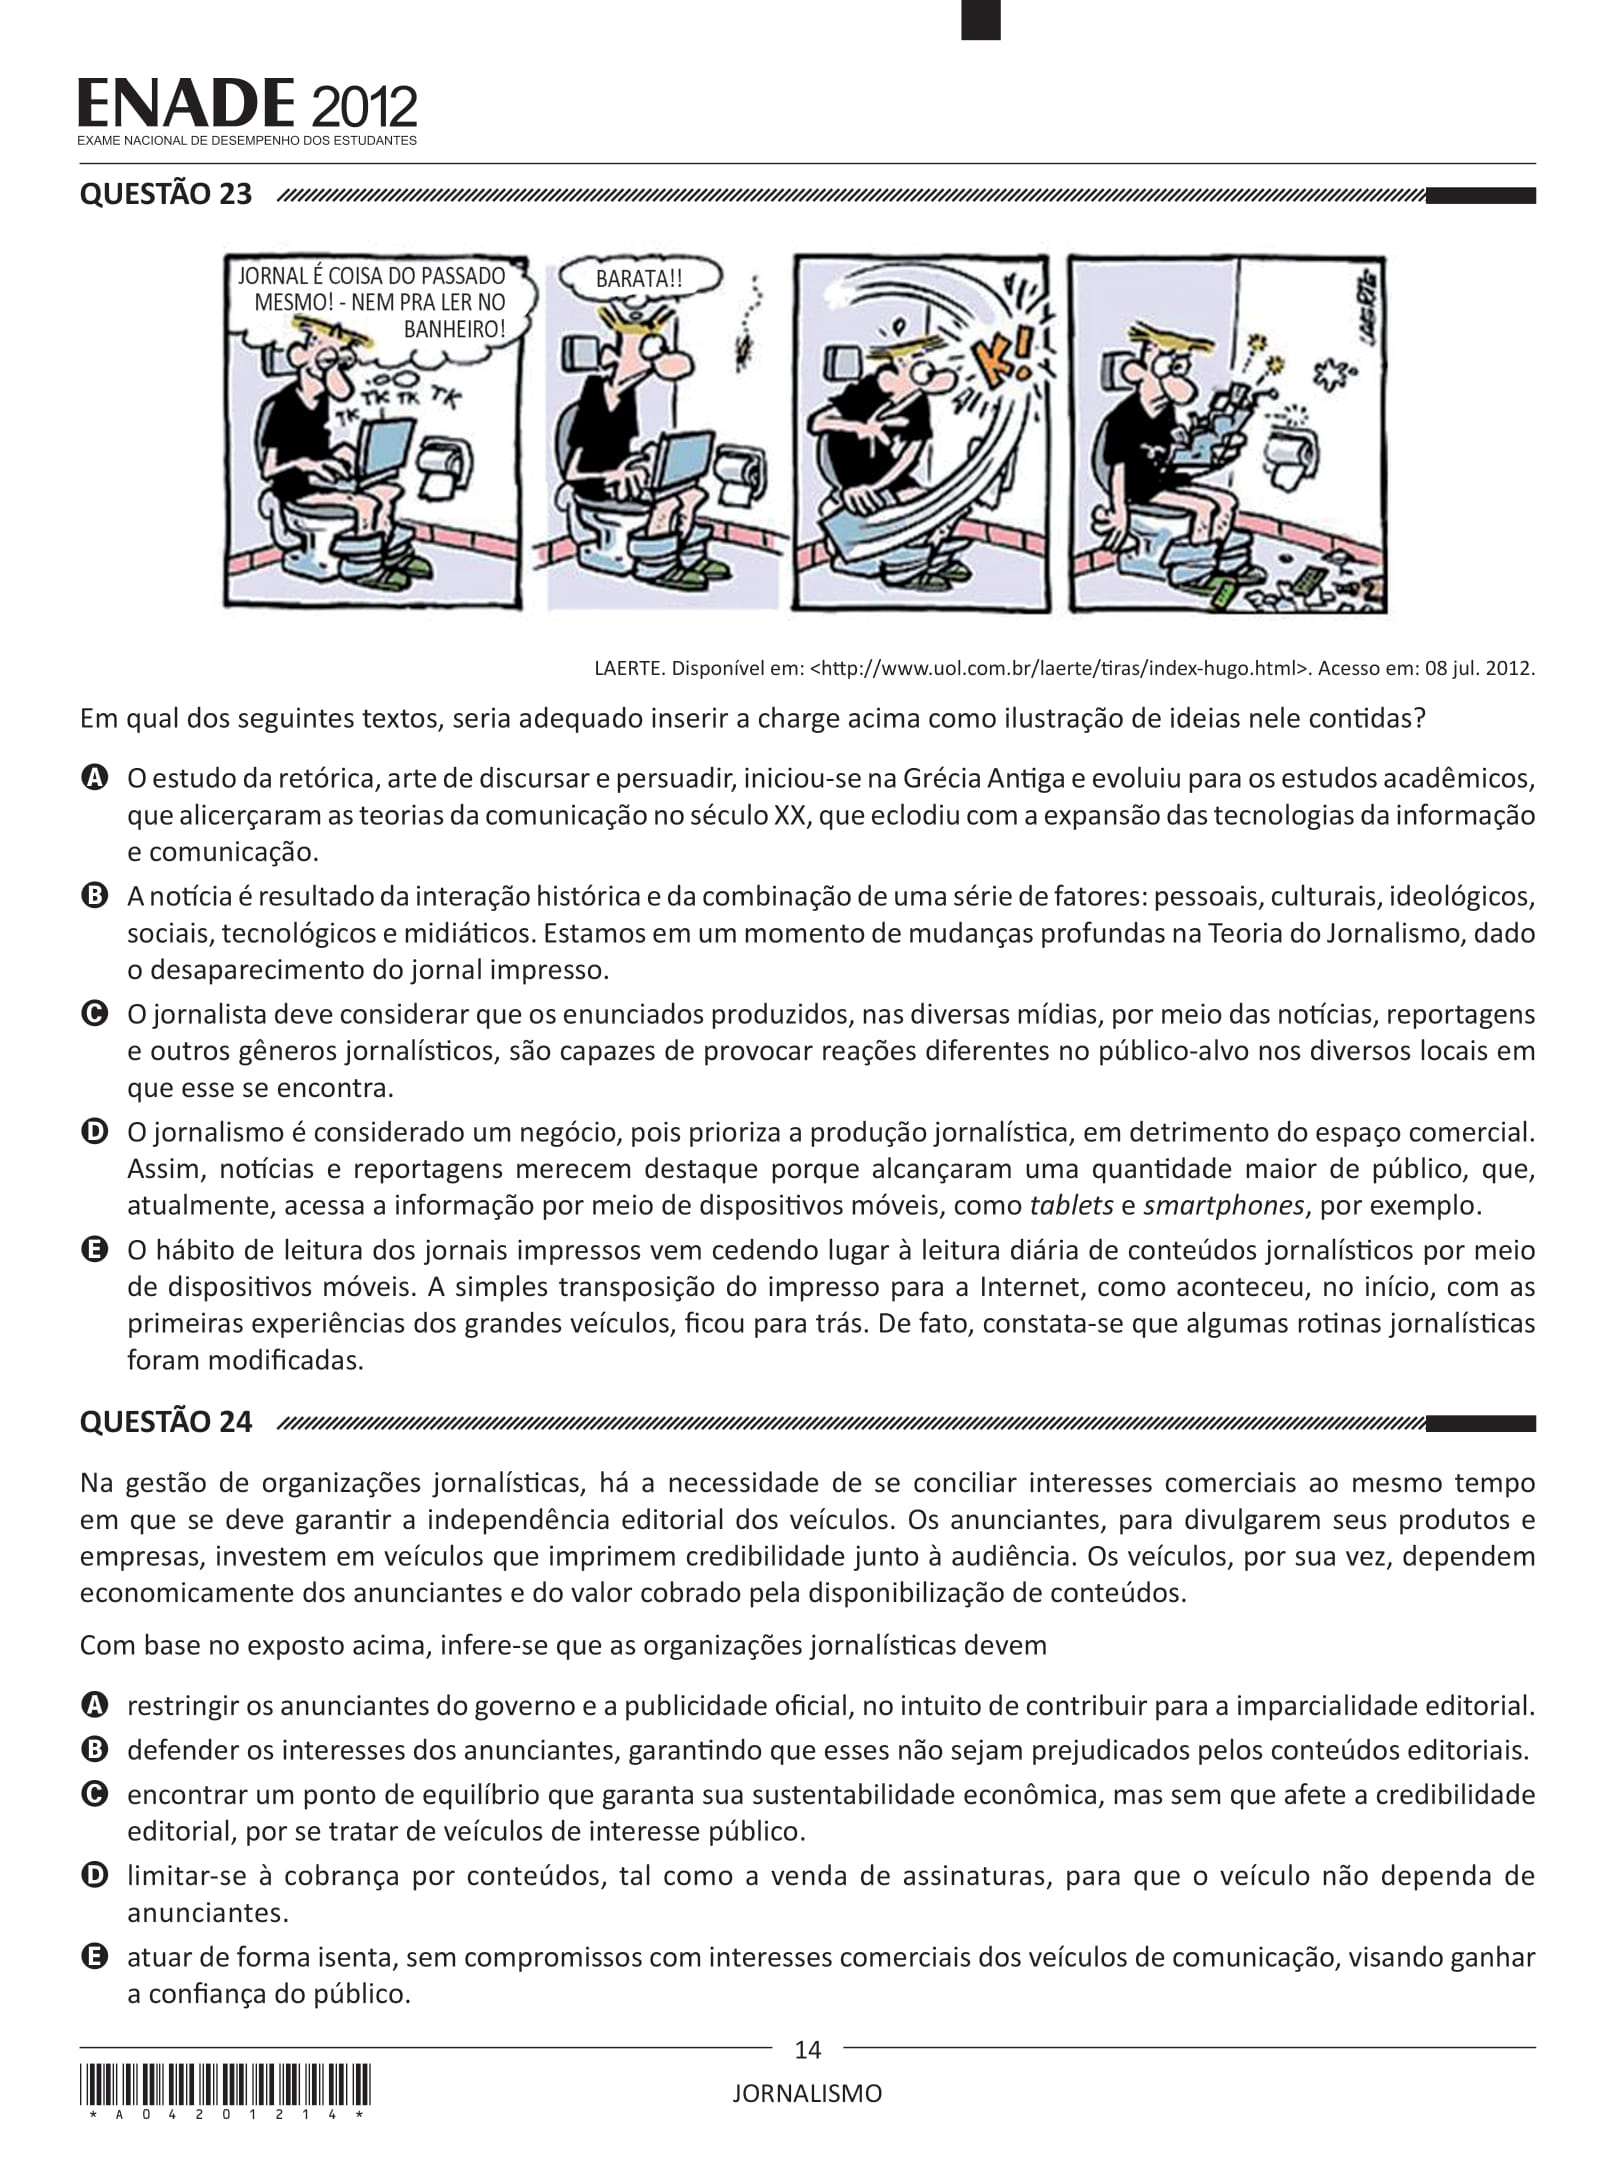 ENADE 2012
EXAME NACIONAL DE DESEMPENHO DOS ESTUDANTES
QUESTÃO 23
JORNAL É COISA DO PASSADO
MESMO! - NEM PRA LER NO
BANHEIRO!
TK TK TK TK
BARATA!!
K!
LAERTE
LAERTE. Disponível em: <http://www.uol.com.br/laerte/tiras/index-hugo.html>. Acesso em: 08 jul. 2012.
Em qual dos seguintes textos, seria adequado inserir a charge acima como ilustração de ideias nele contidas?
A O estudo da retórica, arte de discursar e persuadir, iniciou-se na Grécia Antiga e evoluiu para os estudos acadêmicos,
que alicerçaram as teorias da comunicação no século XX, que eclodiu com a expansão das tecnologias da informação
e comunicação.
B A notícia é resultado da interação histórica e da combinação de uma série de fatores: pessoais, culturais, ideológicos,
sociais, tecnológicos e midiáticos. Estamos em um momento de mudanças profundas na Teoria do Jornalismo, dado
o desaparecimento do jornal impresso.
C O jornalista deve considerar que os enunciados produzidos, nas diversas mídias, por meio das notícias, reportagens
e outros gêneros jornalísticos, são capazes de provocar reações diferentes no público-alvo nos diversos locais em
que esse se encontra.
D O jornalismo é considerado um negócio, pois prioriza a produção jornalística, em detrimento do espaço comercial.
Assim, notícias e reportagens merecem destaque porque alcançaram uma quantidade maior de público, que,
atualmente, acessa a informação por meio de dispositivos móveis, como tablets e smartphones, por exemplo.
E O hábito de leitura dos jornais impressos vem cedendo lugar à leitura diária de conteúdos jornalísticos por meio
de dispositivos móveis. A simples transposição do impresso para a Internet, como aconteceu, no início, com as
primeiras experiências dos grandes veículos, ficou para trás. De fato, constata-se que algumas rotinas jornalísticas
foram modificadas.
QUESTÃO 24
Na gestão de organizações jornalísticas, há a necessidade de se conciliar interesses comerciais ao mesmo tempo
em que se deve garantir a independência editorial dos veículos. Os anunciantes, para divulgarem seus produtos e
empresas, investem em veículos que imprimem credibilidade junto à audiência. Os veículos, por sua vez, dependem
economicamente dos anunciantes e do valor cobrado pela disponibilização de conteúdos.
Com base no exposto acima, infere-se que as organizações jornalísticas devem
A restringir os anunciantes do governo e a publicidade oficial, no intuito de contribuir para a imparcialidade editorial.
B defender os interesses dos anunciantes, garantindo que esses não sejam prejudicados pelos conteúdos editoriais.
C encontrar um ponto de equilíbrio que garanta sua sustentabilidade econômica, mas sem que afete a credibilidade
editorial, por se tratar de veículos de interesse público.
D limitar-se à cobrança por conteúdos, tal como a venda de assinaturas, para que o veículo não dependa de
anunciantes.
E atuar de forma isenta, sem compromissos com interesses comerciais dos veículos de comunicação, visando ganhar
a confiança do público.
14
JORNALISMO
* A 0 4 2 0 1 2 1 4 *